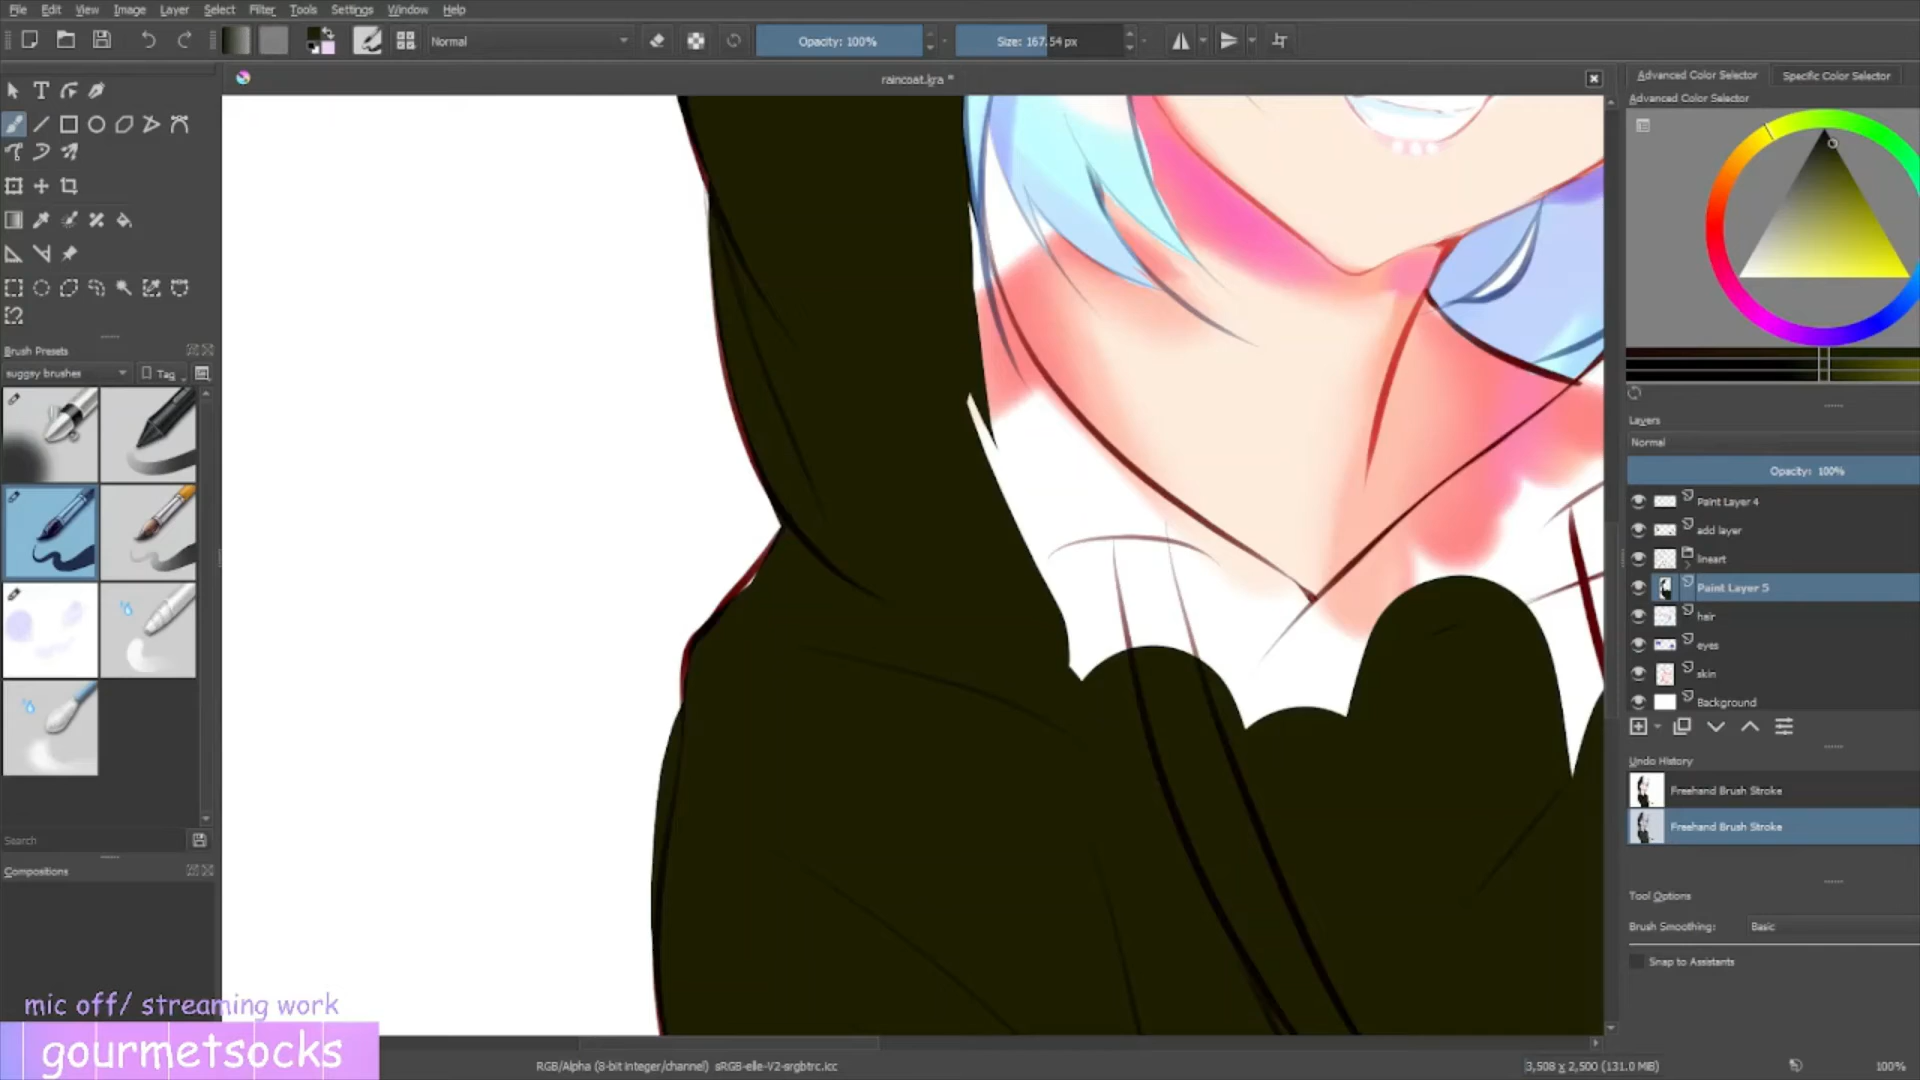 File Edit View Image Layer Select Filter Tools Settings Window Help
Normal
Opacity: 100%
Size: 167.54 px
raincoat.kra *
Advanced Color Selector
Specific Color Selector
Advanced Color Selector
Brush Presets
suggsy brushes
Tag
Layers
Normal
Opacity: 100%
Paint Layer 4
add layer
lineart
Paint Layer 5
hair
eyes
skin
Background
Undo History
Freehand Brush Stroke
Freehand Brush Stroke
Search
Compositions
Tool Options
Brush Smoothing: Basic
Snap to Assistants
mic off/ streaming work
gourmetsocks
RGB/Alpha (8-bit integer/channel) sRGB-elle-V2-srgbtrc.icc
3,508 x 2,500 (131.0 MiB)
100%